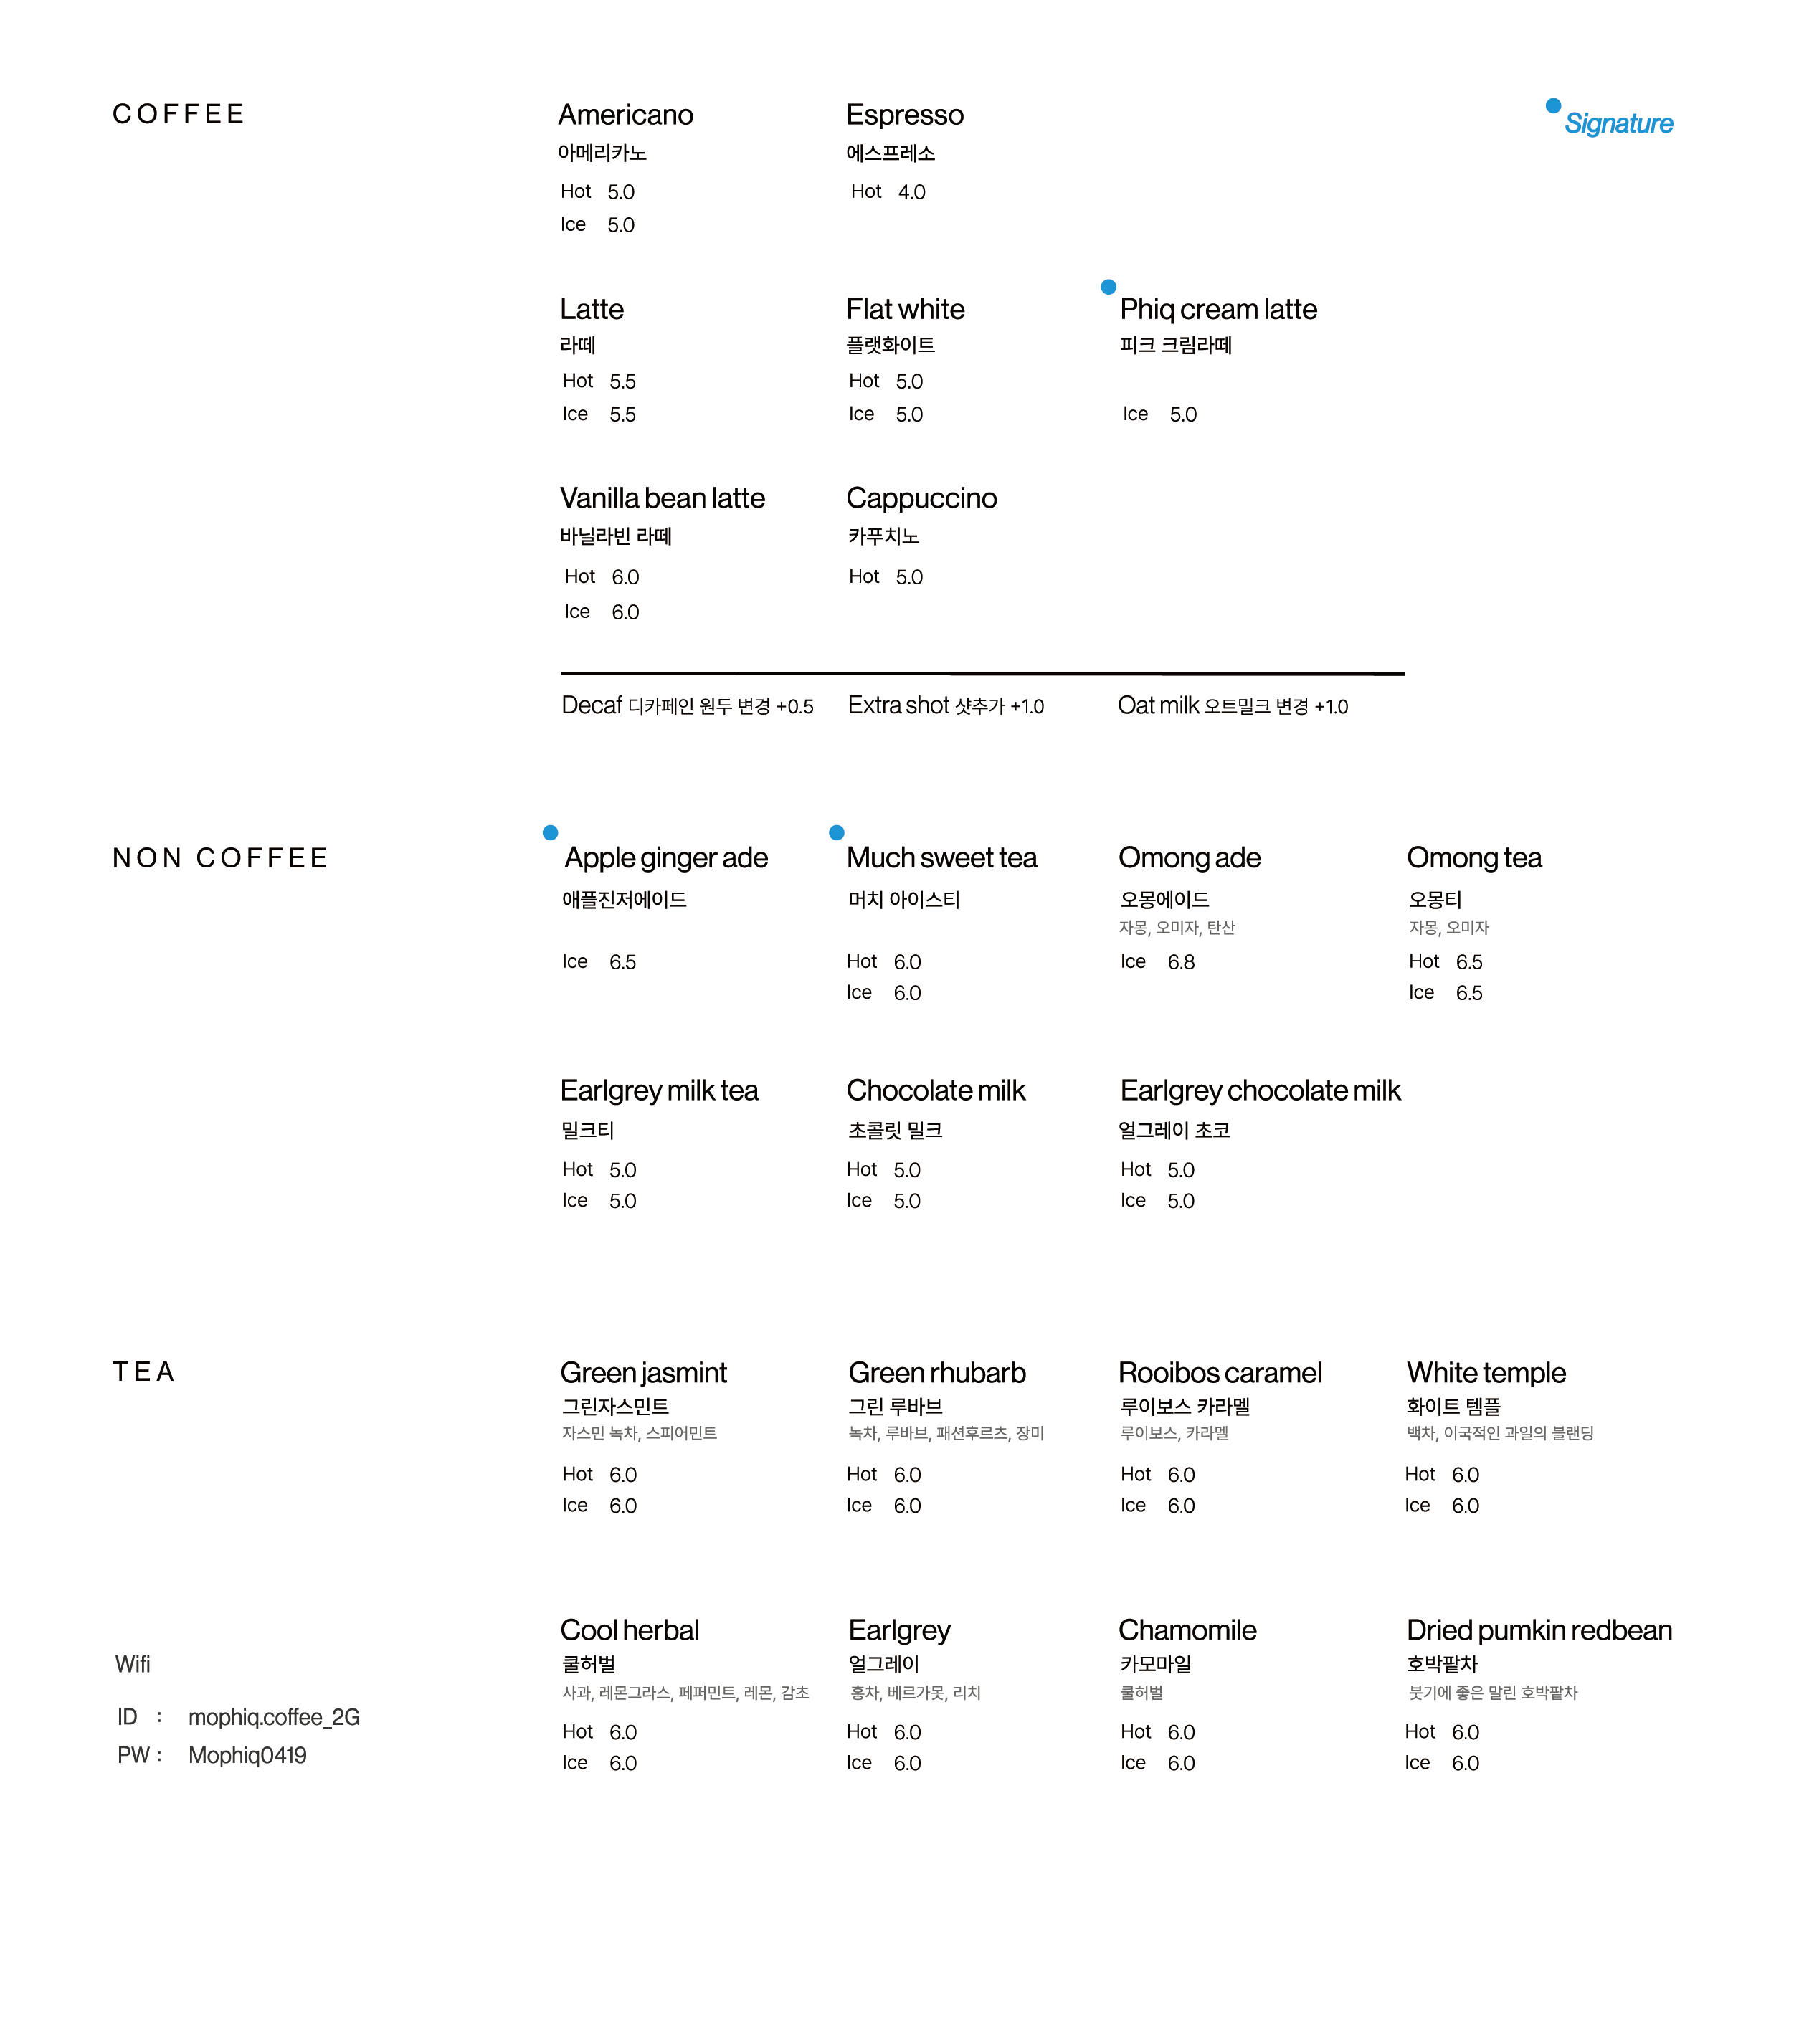 COFFEE
Signature
Americano
아메리카노
Hot 5.0
Ice 5.0
Espresso
에스프레소
Hot 4.0
Latte
라떼
Hot 5.5
Ice 5.5
Flat white
플랫화이트
Hot 5.0
Ice 5.0
Phiq cream latte
피크 크림라떼
Ice 5.0
Vanilla bean latte
바닐라빈 라떼
Hot 6.0
Ice 6.0
Cappuccino
카푸치노
Hot 5.0
Decaf 디카페인 원두 변경 +0.5
Extra shot 샷추가 +1.0
Oat milk 오트밀크 변경 +1.0
NON COFFEE
Apple ginger ade
애플진저에이드
Ice 6.5
Much sweet tea
머치 아이스티
Hot 6.0
Ice 6.0
Omong ade
오몽에이드
자몽, 오미자, 탄산
Ice 6.8
Omong tea
오몽티
자몽, 오미자
Hot 6.5
Ice 6.5
Earlgrey milk tea
밀크티
Hot 5.0
Ice 5.0
Chocolate milk
초콜릿 밀크
Hot 5.0
Ice 5.0
Earlgrey chocolate milk
얼그레이 초코
Hot 5.0
Ice 5.0
TEA
Green jasmint
그린자스민트
자스민 녹차, 스피어민트
Hot 6.0
Ice 6.0
Green rhubarb
그린 루바브
녹차, 루바브, 패션후르츠, 장미
Hot 6.0
Ice 6.0
Rooibos caramel
루이보스 카라멜
루이보스, 카라멜
Hot 6.0
Ice 6.0
White temple
화이트 템플
백차, 이국적인 과일의 블랜딩
Hot 6.0
Ice 6.0
Cool herbal
쿨허벌
사과, 레몬그라스, 페퍼민트, 레몬, 감초
Hot 6.0
Ice 6.0
Earlgrey
얼그레이
홍차, 베르가못, 리치
Hot 6.0
Ice 6.0
Chamomile
카모마일
쿨허벌
Hot 6.0
Ice 6.0
Dried pumkin redbean
호박팥차
붓기에 좋은 말린 호박팥차
Hot 6.0
Ice 6.0
Wifi
ID : mophiq.coffee_2G
PW : Mophiq0419